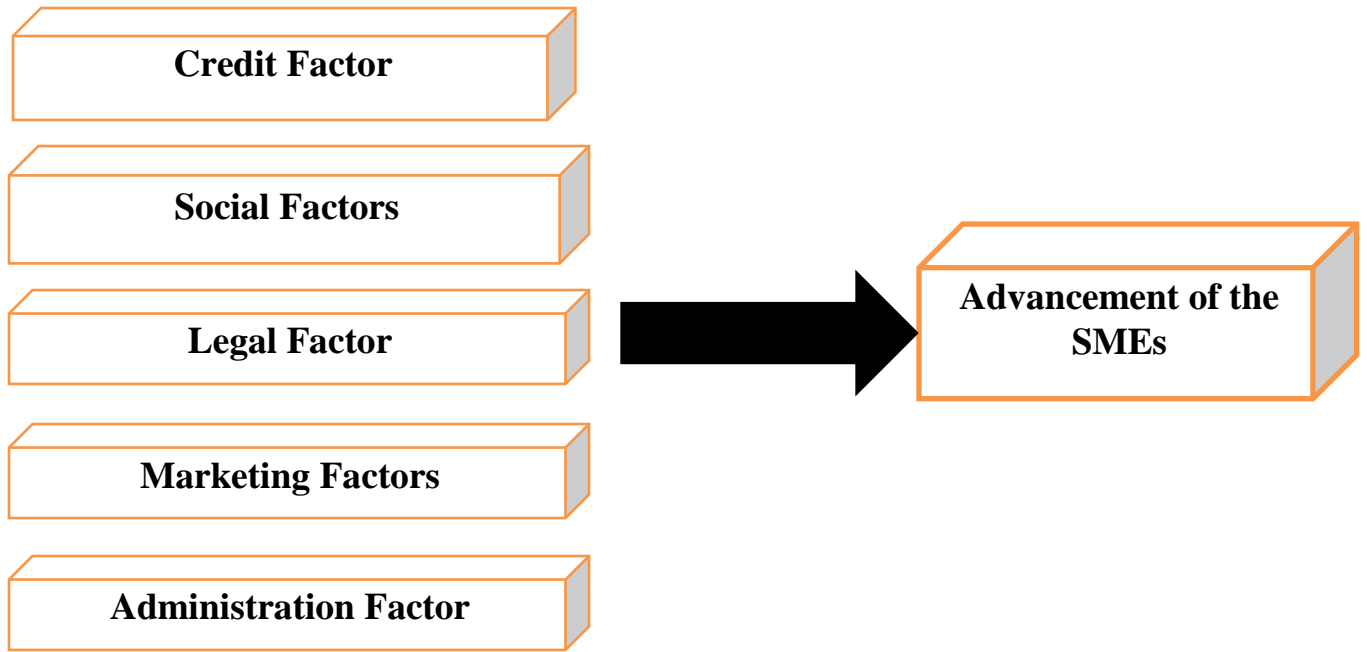 Credit Factor
Social Factors
Legal Factor
Marketing Factors
Administration Factor
Advancement of the
SMEs